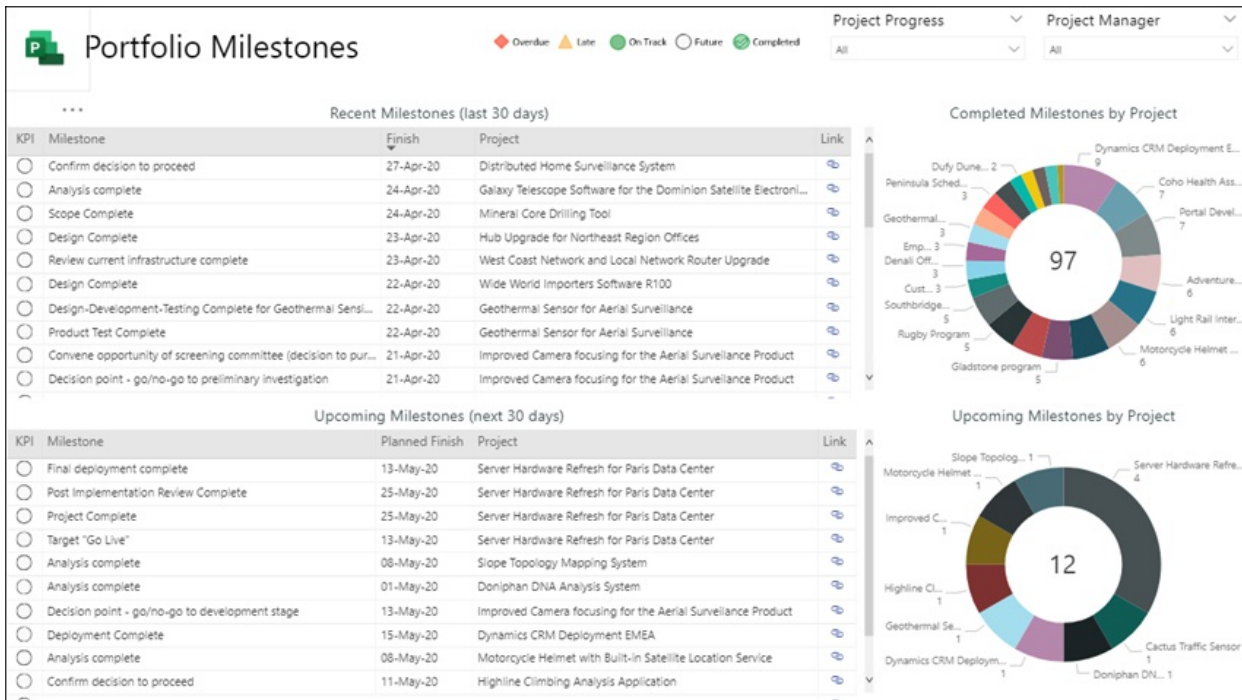 P
Portfolio Milestones
Overdue Late On Track Future Completed
Project Progress
All
Project Manager
All
...
Recent Milestones (last 30 days)
KPI Milestone Finish Project Link
Confirm decision to proceed 27-Apr-20 Distributed Home Surveillance System
Analysis complete 24-Apr-20 Galaxy Telescope Software for the Dominion Satellite Electroni...
Scope Complete 24-Apr-20 Mineral Core Drilling Tool
Design Complete 23-Apr-20 Hub Upgrade for Northeast Region Offices
Review current infrastructure complete 23-Apr-20 West Coast Network and Local Network Router Upgrade
Design Complete 22-Apr-20 Wide World Importers Software R100
Design-Development-Testing Complete for Geothermal Sensi... 22-Apr-20 Geothermal Sensor for Aerial Surveillance
Product Test Complete 22-Apr-20 Geothermal Sensor for Aerial Surveillance
Convene opportunity of screening committee (decision to pur... 21-Apr-20 Improved Camera focusing for the Aerial Surveilance Product
Decision point - go/no-go to preliminary investigation 21-Apr-20 Improved Camera focusing for the Aerial Surveilance Product
Completed Milestones by Project
Dynamics CRM Deployment E...
9
Coho Health Ass...
7
Portal Devel...
7
Adventure...
6
Light Rail Inter...
6
Motorcycle Helmet ...
6
Gladstone program
5
Rugby Program
5
Southbridge...
5
Cust... 3
Denali Off...
3
Emp... 3
Geothermal...
3
Peninsula Sched...
3
Dufy Dune... 2
97
Upcoming Milestones (next 30 days)
KPI Milestone Planned Finish Project Link
Final deployment complete 13-May-20 Server Hardware Refresh for Paris Data Center
Post Implementation Review Complete 25-May-20 Server Hardware Refresh for Paris Data Center
Project Complete 25-May-20 Server Hardware Refresh for Paris Data Center
Target "Go Live" 13-May-20 Server Hardware Refresh for Paris Data Center
Analysis complete 08-May-20 Slope Topology Mapping System
Analysis complete 01-May-20 Doniphan DNA Analysis System
Decision point - go/no-go to development stage 13-May-20 Improved Camera focusing for the Aerial Surveilance Product
Deployment Complete 15-May-20 Dynamics CRM Deployment EMEA
Analysis complete 08-May-20 Motorcycle Helmet with Built-in Satellite Location Service
Confirm decision to proceed 11-May-20 Highline Climbing Analysis Application
Upcoming Milestones by Project
Server Hardware Refre...
4
Cactus Traffic Sensor
1
Doniphan DN... 1
Dynamics CRM Deploym...
1
Geothermal Se...
1
Highline Cl...
1
Improved C...
1
Motorcycle Helmet ...
1
Slope Topolog... 1
12